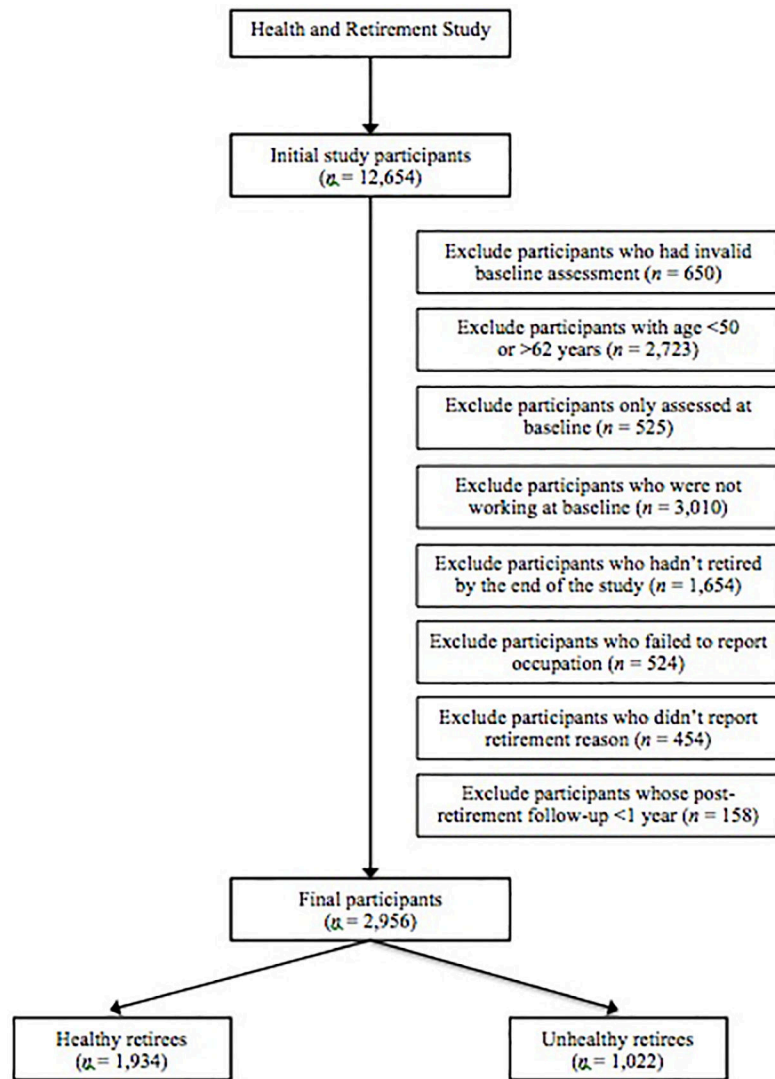 Health and Retirement Study
Initial study participants
(n = 12,654)
Exclude participants who had invalid
baseline assessment (n = 650)
Exclude participants with age <50
or >62 years (n = 2,723)
Exclude participants only assessed at
baseline (n = 525)
Exclude participants who were not
working at baseline (n = 3,010)
Exclude participants who hadn’t retired
by the end of the study (n = 1,654)
Exclude participants who failed to report
occupation (n = 524)
Exclude participants who didn’t report
retirement reason (n = 454)
Exclude participants whose post-
retirement follow-up <1 year (n = 158)
Final participants
(n = 2,956)
Healthy retirees
(n = 1,934)
Unhealthy retirees
(n = 1,022)